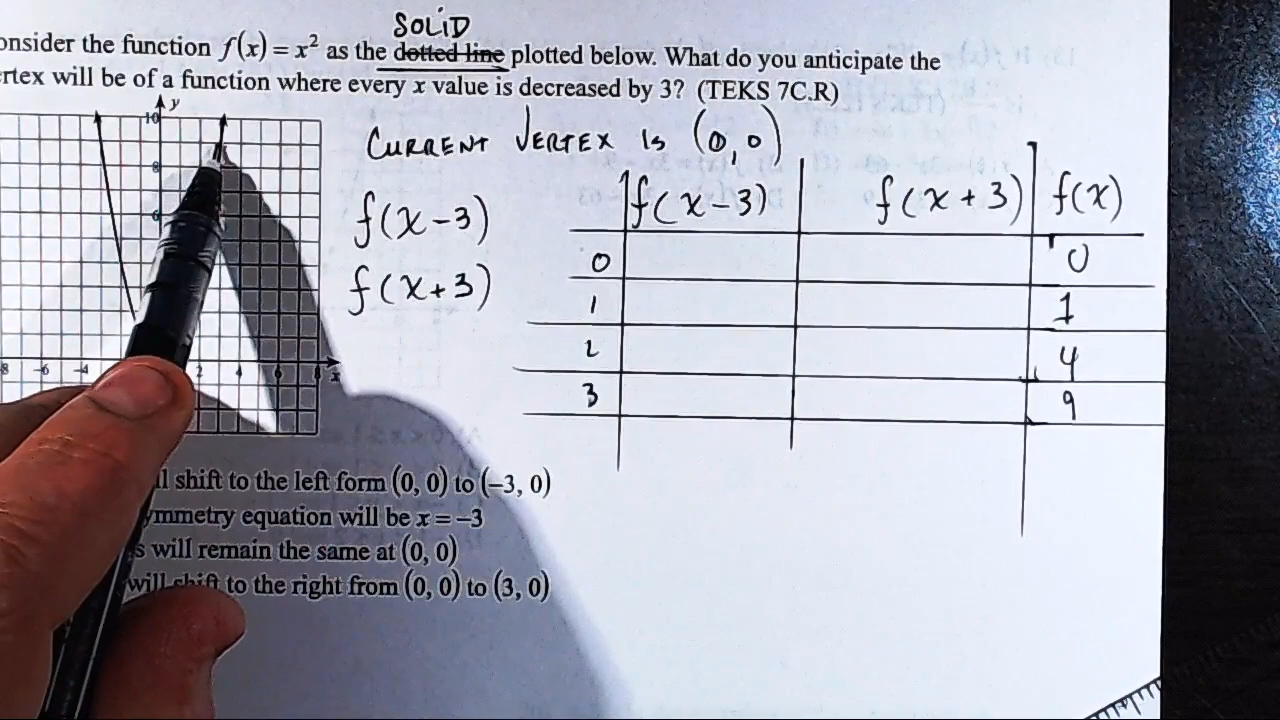 SOLID
onsider the function f(x) = x² as the dotted line plotted below. What do you anticipate the
ertex will be of a function where every x value is decreased by 3? (TEKS 7C.R)
y
10
CURRENT VERTEX IS (0,0)
8
f(x-3) f(x+3) f(x)
6
f(x-3)
0 0
f(x+3)
1 1
2 4
8 -6 -4 2 4 x
3 9
ll shift to the left form (0, 0) to (−3, 0)
ymmetry equation will be x = −3
s will remain the same at (0, 0)
will shift to the right from (0, 0) to (3, 0)